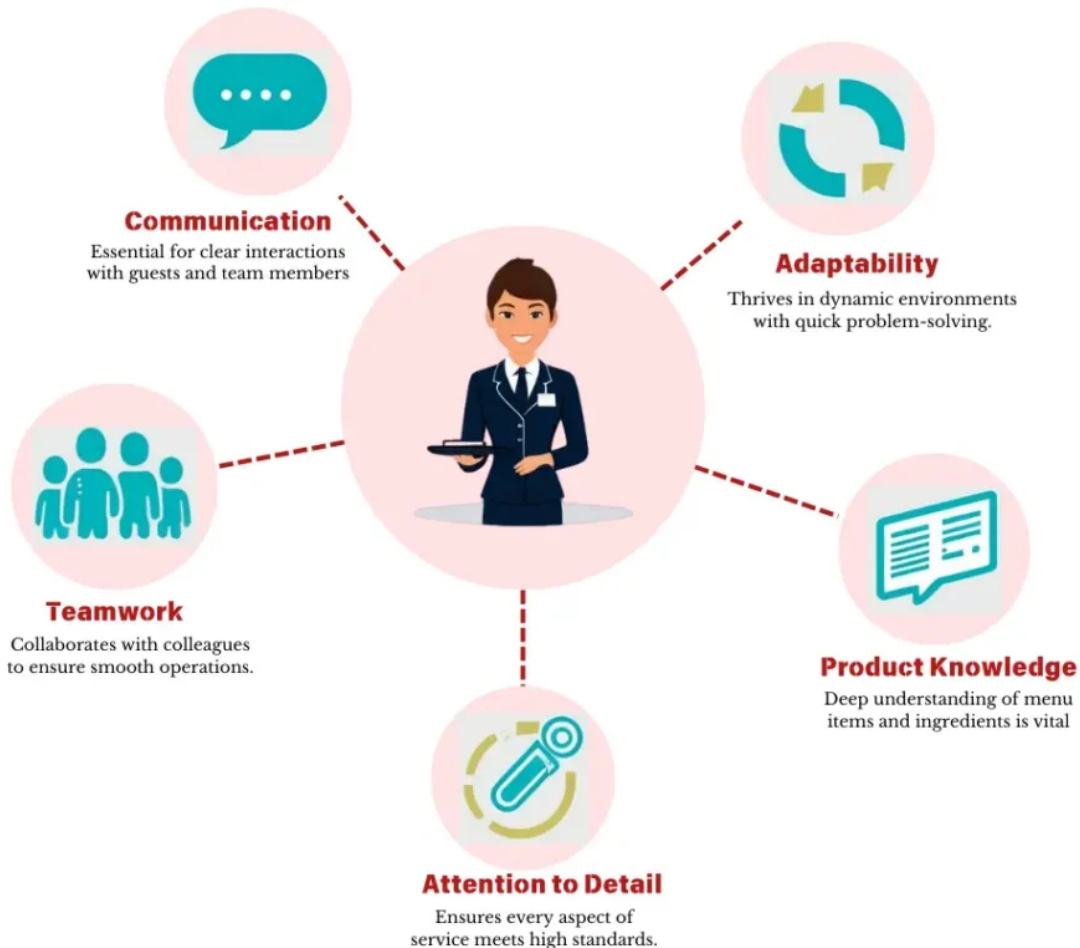 Communication
Essential for clear interactions
with guests and team members
Adaptability
Thrives in dynamic environments
with quick problem-solving.
Teamwork
Collaborates with colleagues
to ensure smooth operations.
Product Knowledge
Deep understanding of menu
items and ingredients is vital
Attention to Detail
Ensures every aspect of
service meets high standards.